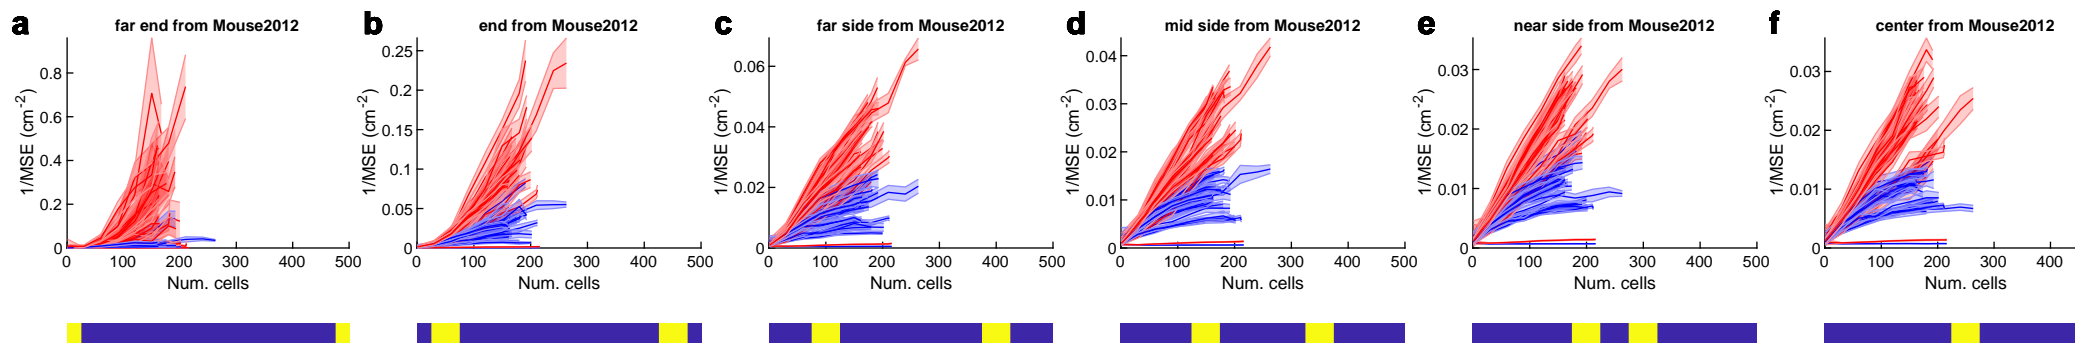 a far end from Mouse2012
1/MSE (cm-2)
0.8
0.6
0.4
0.2
0
0 100 200 300 400 500
Num. cells
b end from Mouse2012
1/MSE (cm-2)
0.25
0.2
0.15
0.1
0.05
0
0 100 200 300 400 500
Num. cells
c far side from Mouse2012
1/MSE (cm-2)
0.06
0.04
0.02
0
0 100 200 300 400 500
Num. cells
d mid side from Mouse2012
1/MSE (cm-2)
0.04
0.03
0.02
0.01
0
0 100 200 300 400 500
Num. cells
e near side from Mouse2012
1/MSE (cm-2)
0.03
0.02
0.01
0
0 100 200 300 400 500
Num. cells
f center from Mouse2012
1/MSE (cm-2)
0.03
0.02
0.01
0
0 100 200 300 400
Num. cells